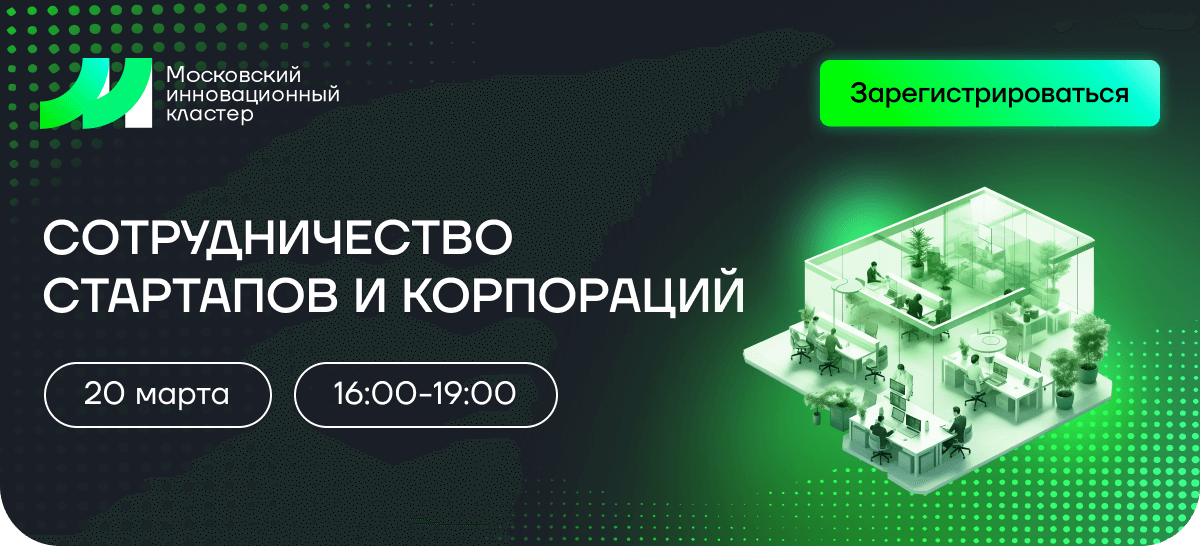 Московский
инновационный
кластер
Зарегистрироваться
СОТРУДНИЧЕСТВО
СТАРТАПОВ И КОРПОРАЦИЙ
20 марта
16:00-19:00